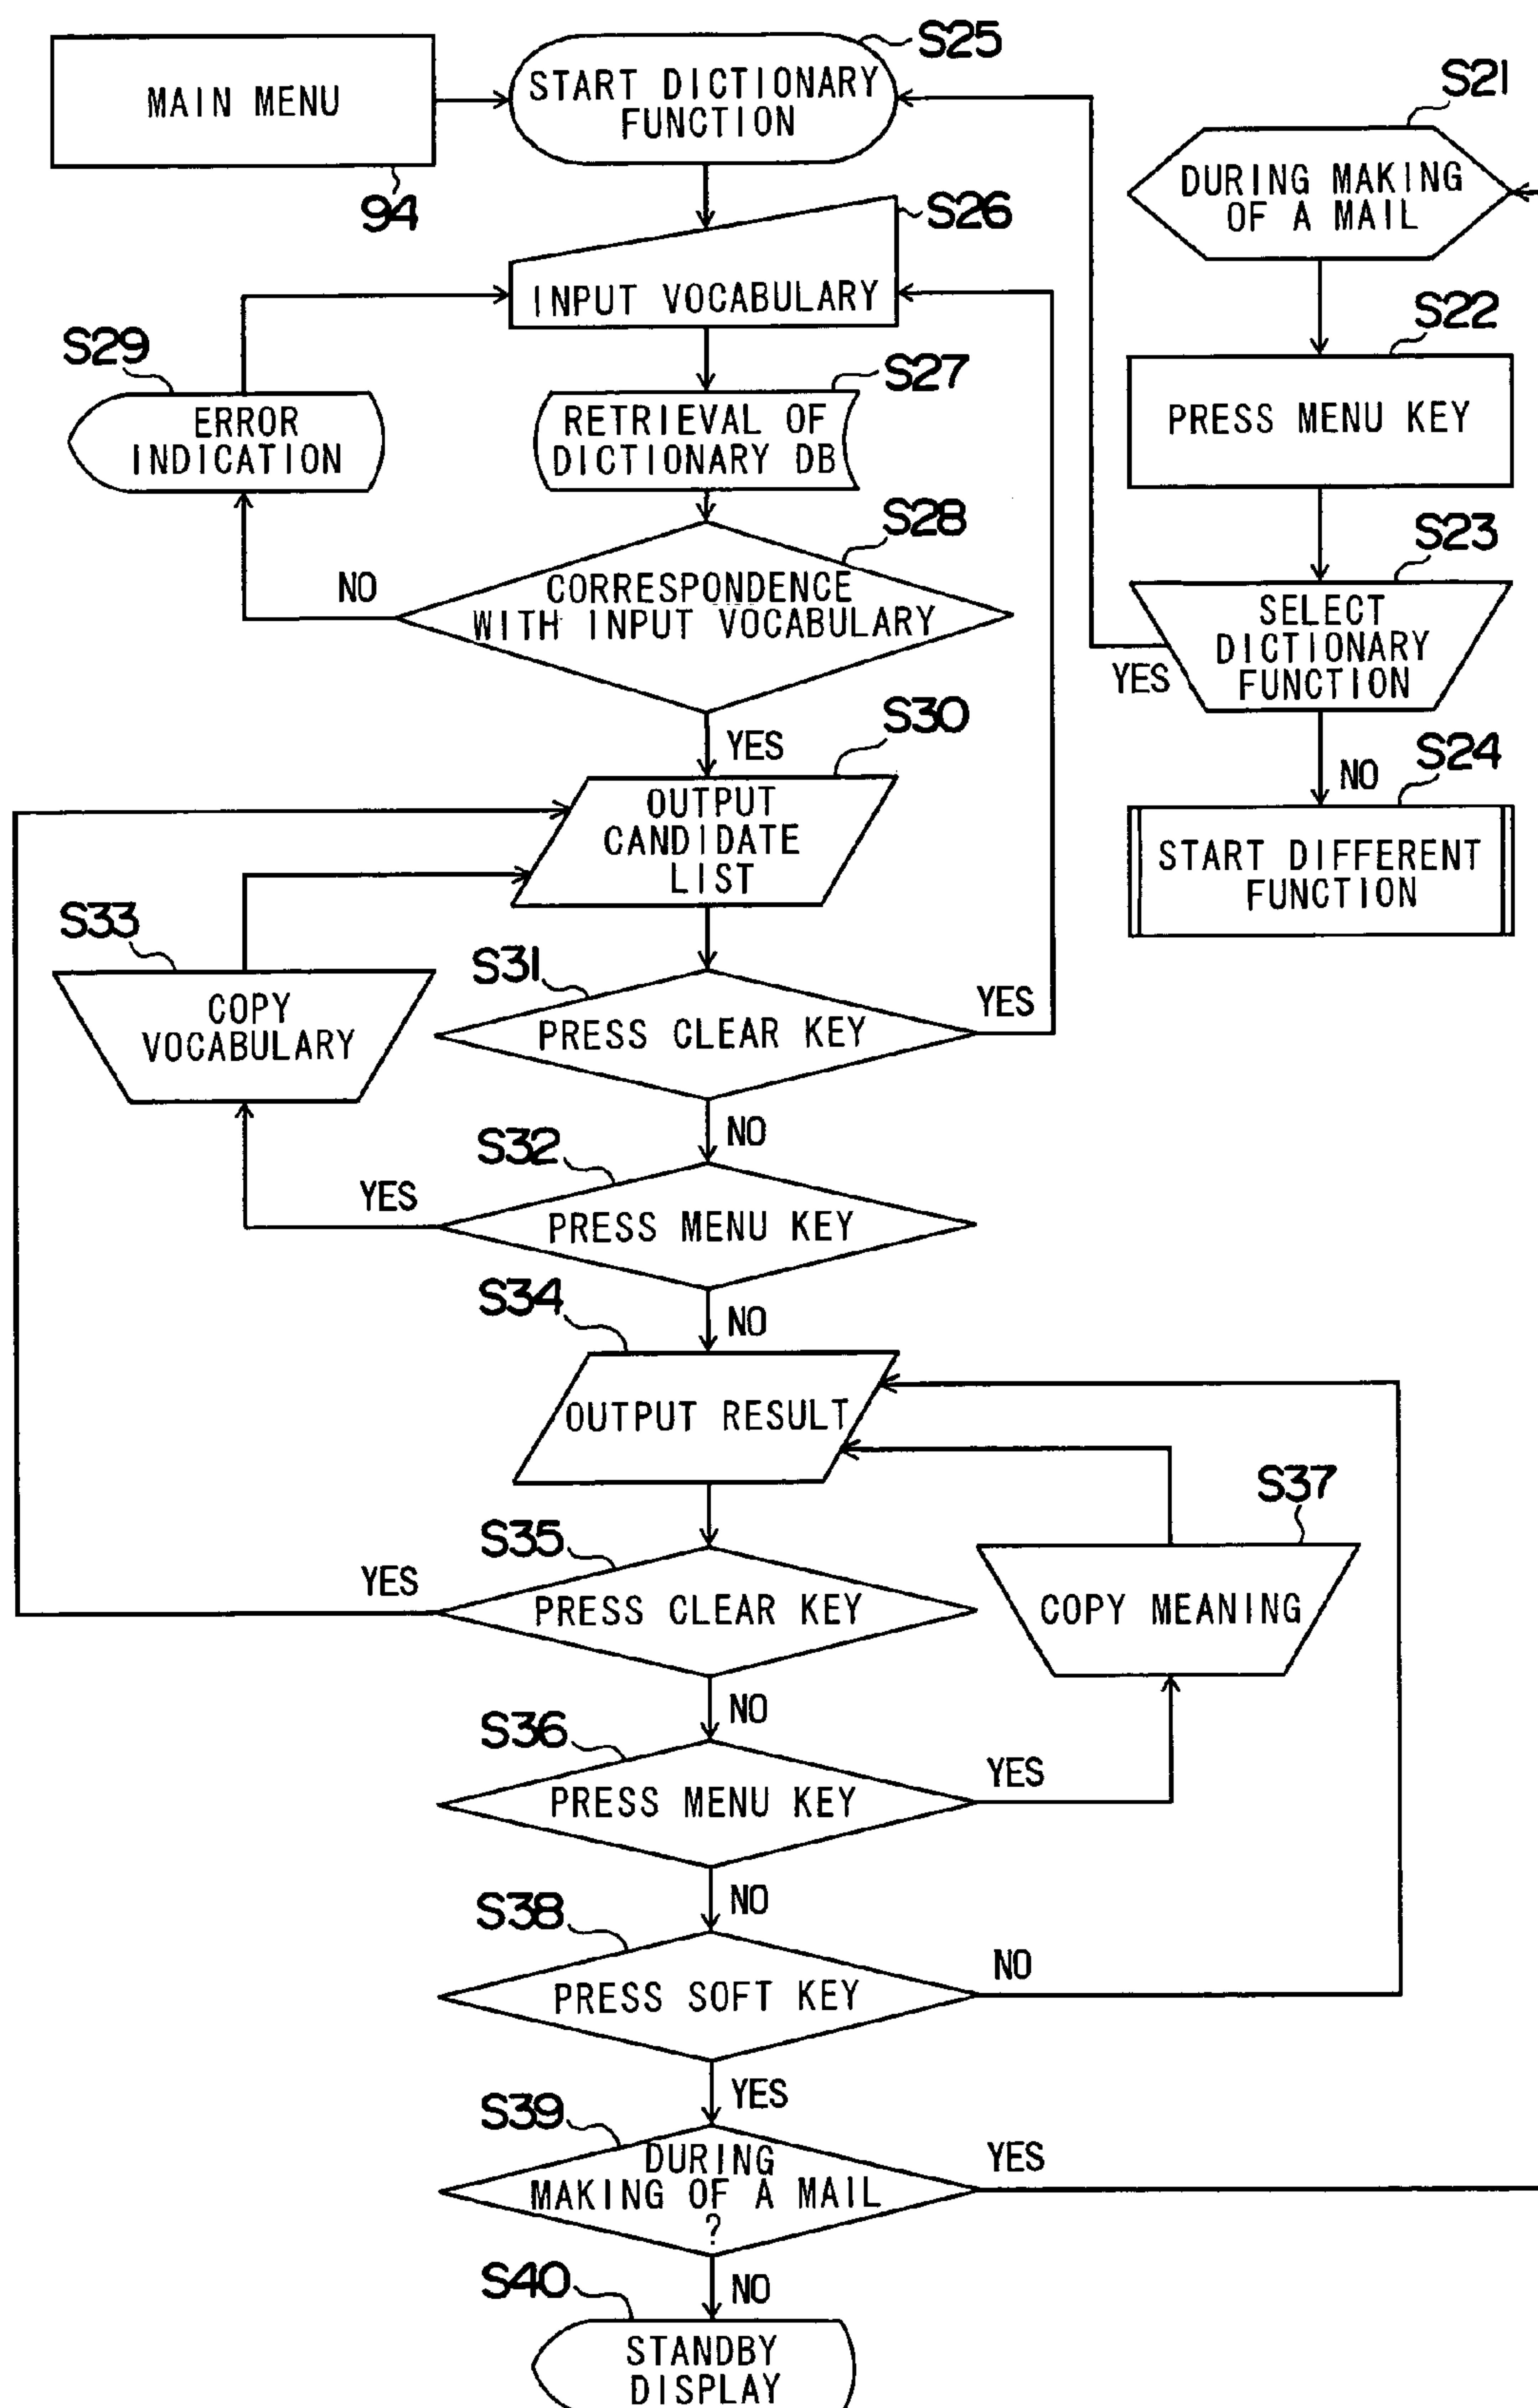 MAIN MENU
94
START DICTIONARY
FUNCTION
S25
S21
DURING MAKING
OF A MAIL
INPUT VOCABULARY
S26
S22
PRESS MENU KEY
S29
ERROR
INDICATION
RETRIEVAL OF
DICTIONARY DB
S27
S28
CORRESPONDENCE
WITH INPUT VOCABULARY
NO
YES
S23
SELECT
DICTIONARY
FUNCTION
YES
NO
S24
START DIFFERENT
FUNCTION
S30
OUTPUT
CANDIDATE
LIST
S33
COPY
VOCABULARY
S31
PRESS CLEAR KEY
YES
NO
S32
PRESS MENU KEY
YES
NO
S34
OUTPUT RESULT
S37
COPY MEANING
S35
PRESS CLEAR KEY
YES
NO
S36
PRESS MENU KEY
YES
NO
S38
PRESS SOFT KEY
NO
YES
S39
DURING
MAKING OF A MAIL
?
YES
NO
S40
STANDBY
DISPLAY